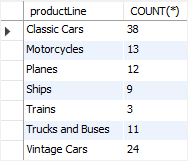 productLine COUNT(*)
Classic Cars 38
Motorcycles 13
Planes 12
Ships 9
Trains 3
Trucks and Buses 11
Vintage Cars 24